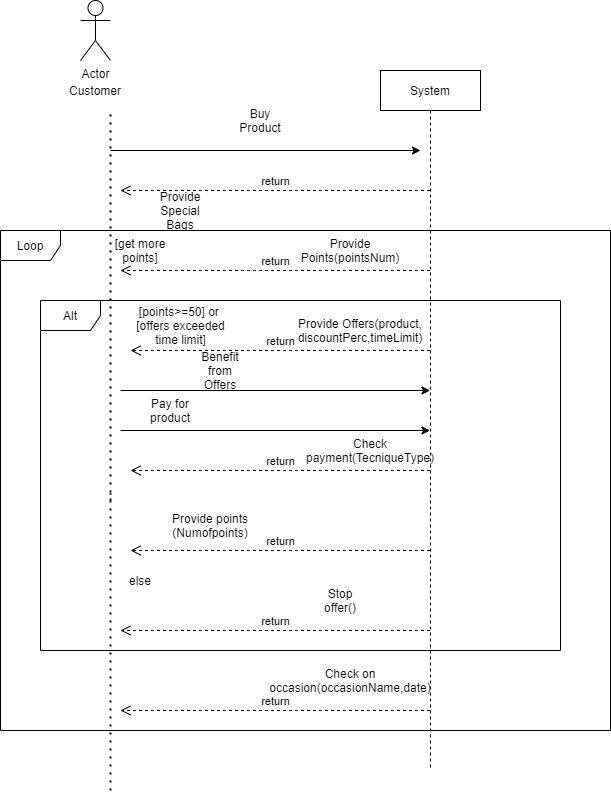 Actor
Customer
System
Buy
Product
return
Provide
Special
Bags
Loop
[get more
points]
Provide
Points(pointsNum)
return
Alt
[points>=50] or
[offers exceeded
time limit]
Provide Offers(product,
discountPerc,timeLimit)
return
Benefit
from
Offers
Pay for
product
Check
payment(TecniqueType)
return
Provide points
(Numofpoints)
return
else
Stop
offer()
return
Check on
occasion(occasionName,date)
return